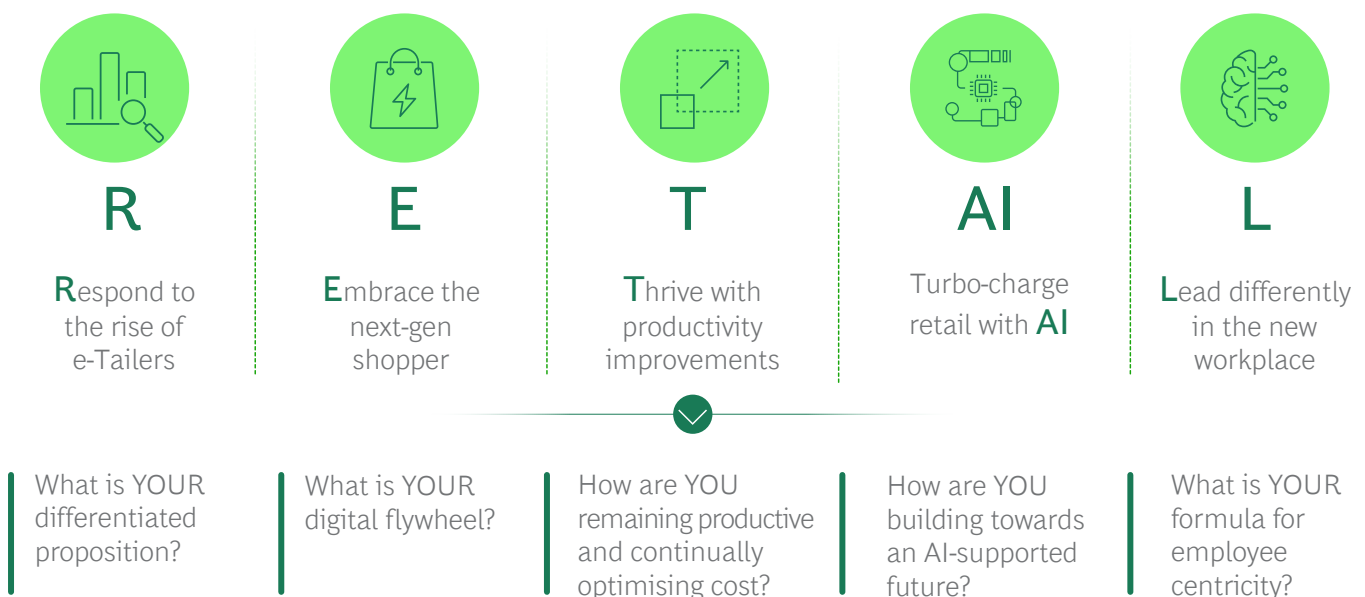 R
E
T
AI
L
Respond to
the rise of
e-Tailers
Embrace the
next-gen
shopper
Thrive with
productivity
improvements
Turbo-charge
retail with AI
Lead differently
in the new
workplace
What is YOUR
differentiated
proposition?
What is YOUR
digital flywheel?
How are YOU
remaining productive
and continually
optimising cost?
How are YOU
building towards
an AI-supported
future?
What is YOUR
formula for
employee
centricity?